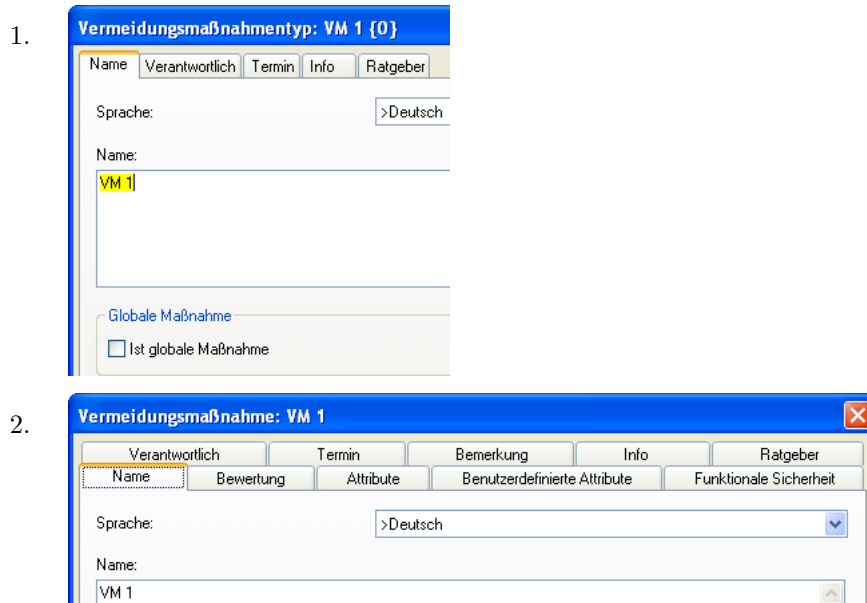 1.
Vermeidungsmaßnahmentyp: VM 1 {0}
Name Verantwortlich Termin Info Ratgeber
Sprache: >Deutsch
Name:
VM 1
Globale Maßnahme
Ist globale Maßnahme
2.
Vermeidungsmaßnahme: VM 1
Verantwortlich Termin Bemerkung Info Ratgeber
Name Bewertung Attribute Benutzerdefinierte Attribute Funktionale Sicherheit
Sprache: >Deutsch
Name:
VM 1